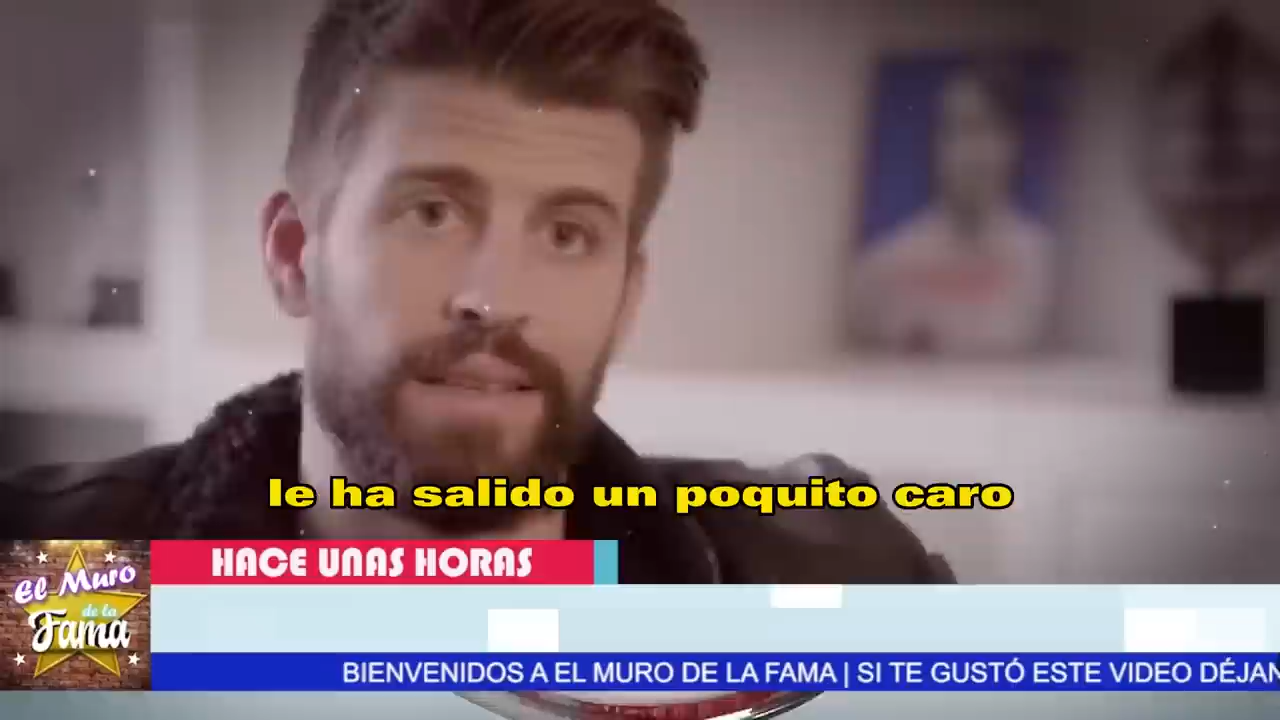 le ha salido un poquito caro
HACE UNAS HORAS
El Muro
de la
Fama
BIENVENIDOS A EL MURO DE LA FAMA | SI TE GUSTÓ ESTE VIDEO DÉJAN